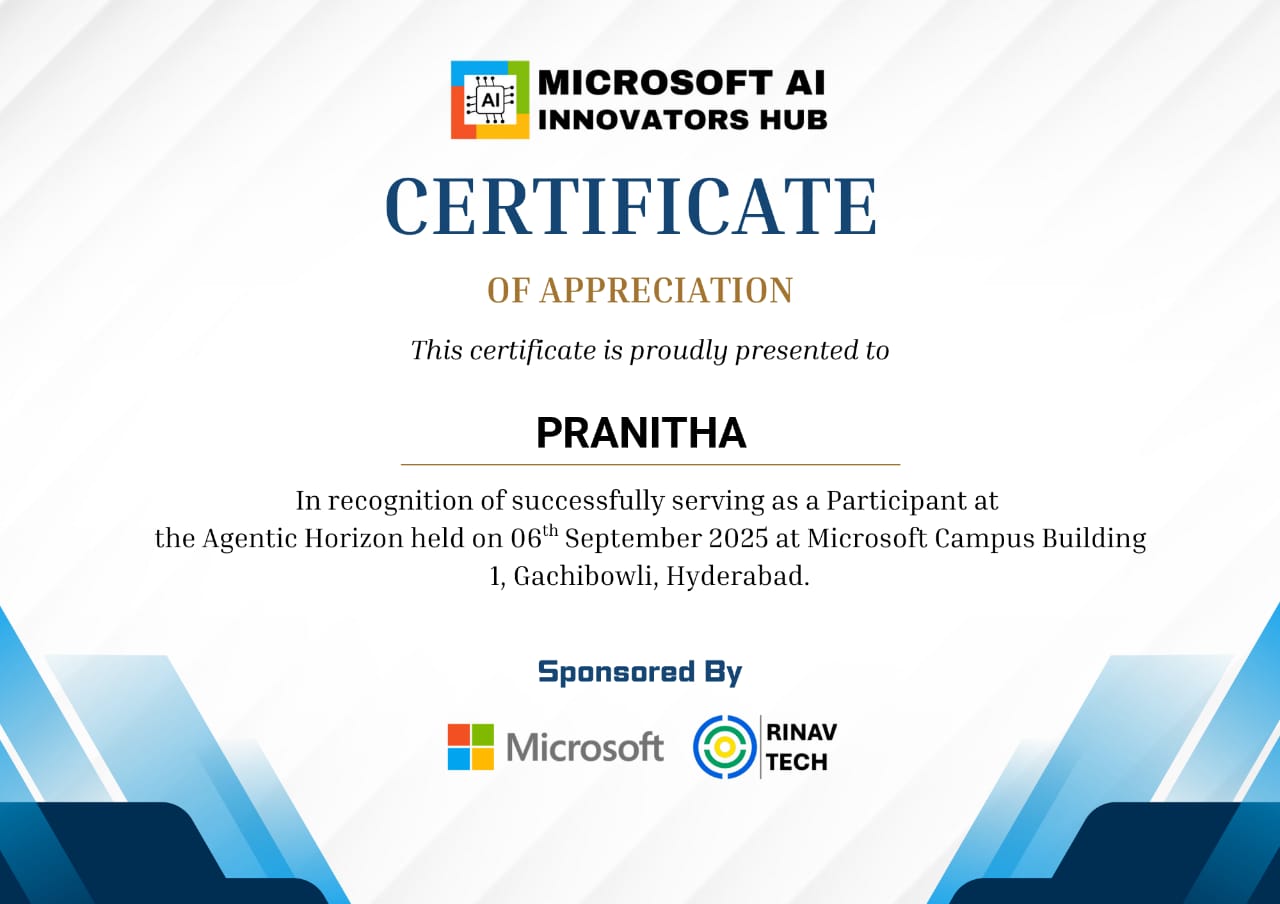 AI
MICROSOFT AI
INNOVATORS HUB
CERTIFICATE
OF APPRECIATION
This certificate is proudly presented to
PRANITHA
In recognition of successfully serving as a Participant at
the Agentic Horizon held on 06th September 2025 at Microsoft Campus Building
1, Gachibowli, Hyderabad.
Sponsored By
Microsoft
RINAV
TECH